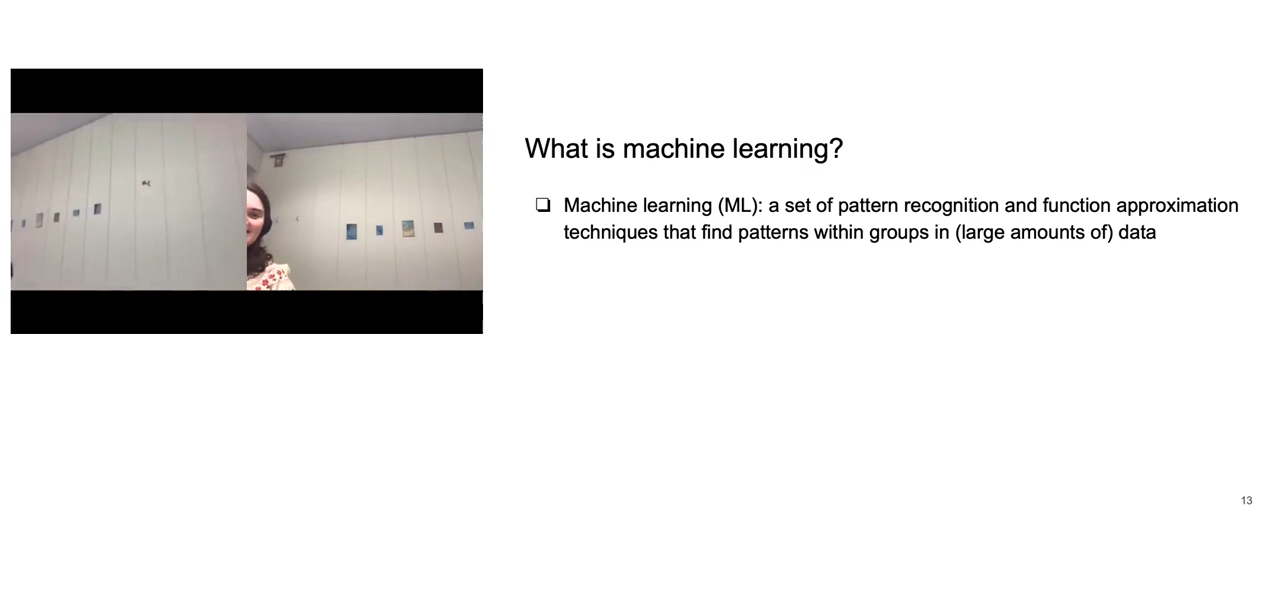 What is machine learning?
❏ Machine learning (ML): a set of pattern recognition and function approximation
techniques that find patterns within groups in (large amounts of) data
13